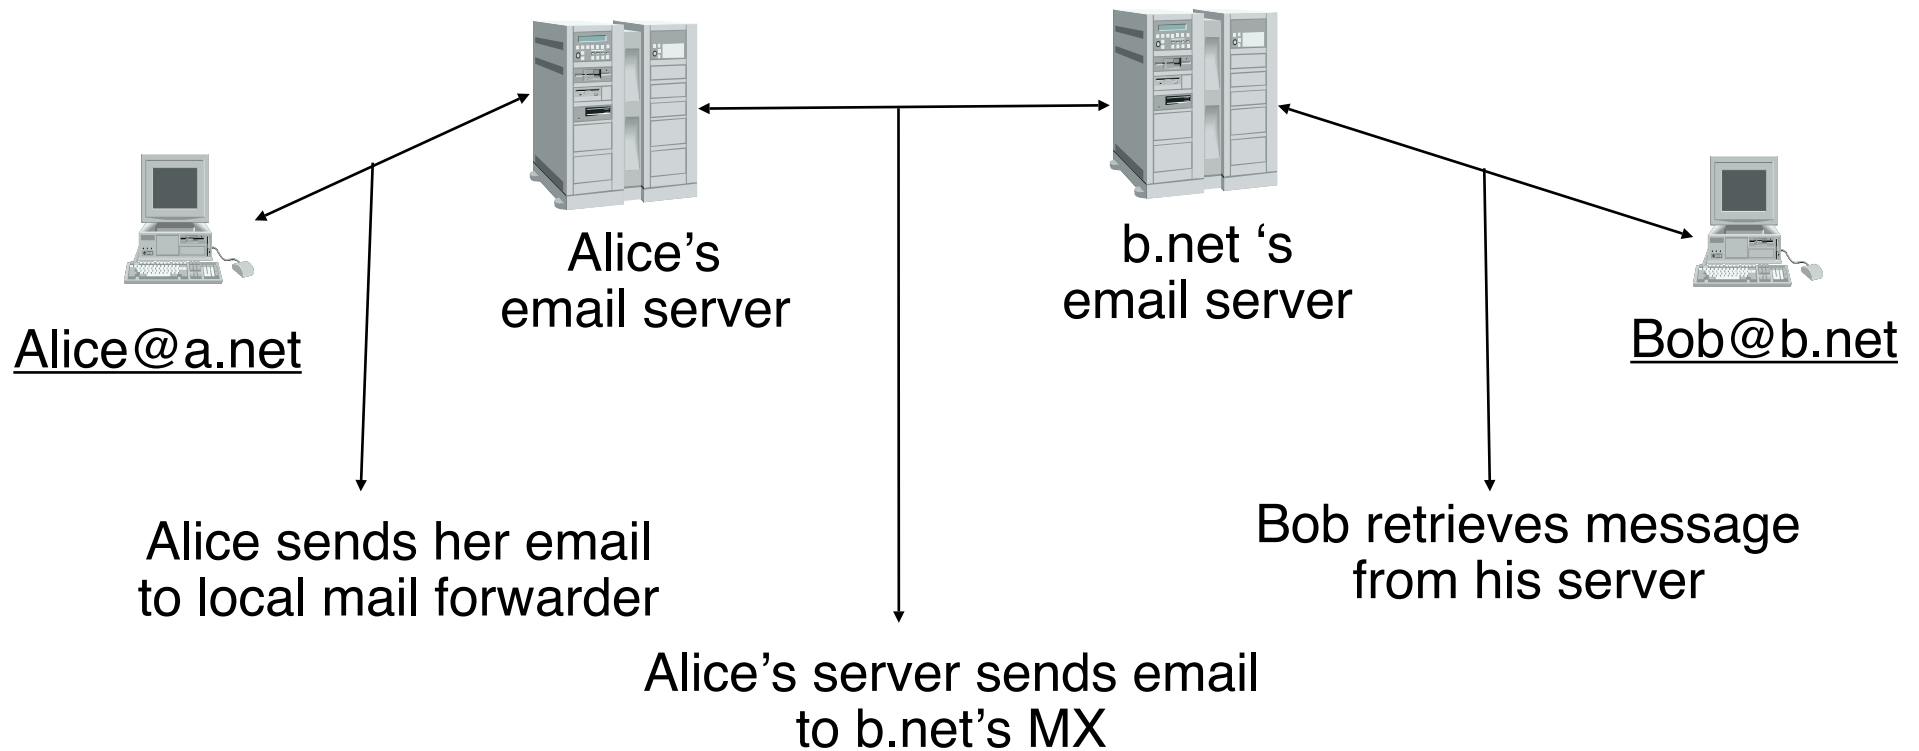 Alice’s
email server
b.net ‘s
email server
Alice@a.net
Bob@b.net
Alice sends her email
to local mail forwarder
Bob retrieves message
from his server
Alice’s server sends email
to b.net’s MX